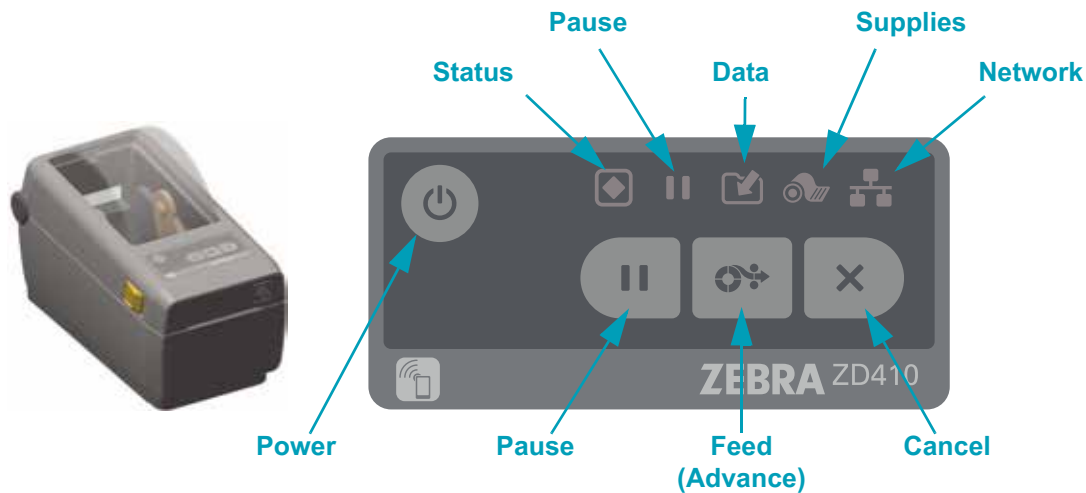 Pause
Supplies
Status
Data
Network
ZEBRA ZD410
Power
Pause
Feed
(Advance)
Cancel